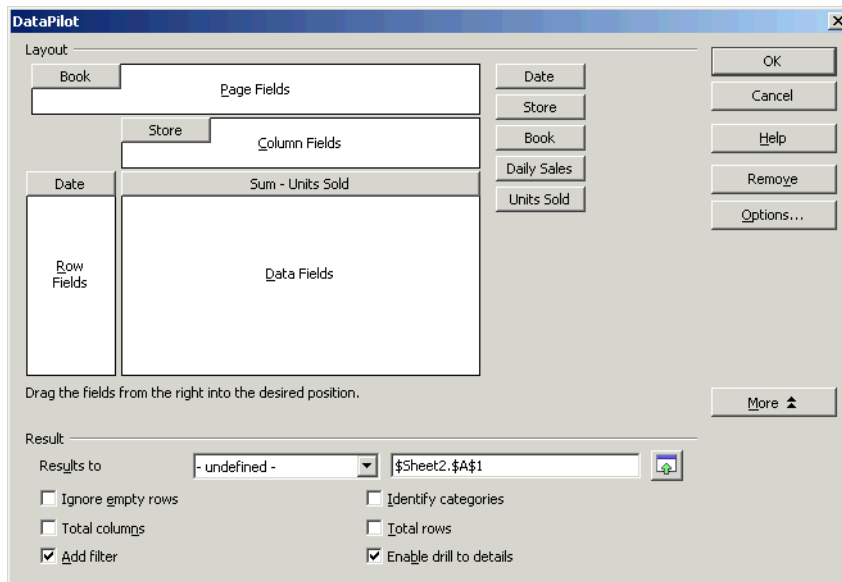 DataPilot
Layout
Book
Page Fields
Store
Column Fields
Date
Sum - Units Sold
Row
Fields
Data Fields
Date
Store
Book
Daily Sales
Units Sold
OK
Cancel
Help
Remove
Options...
Drag the fields from the right into the desired position.
More
Result
Results to
- undefined -
$Sheet2.$A$1
Ignore empty rows
Identify categories
Total columns
Total rows
Add filter
Enable drill to details